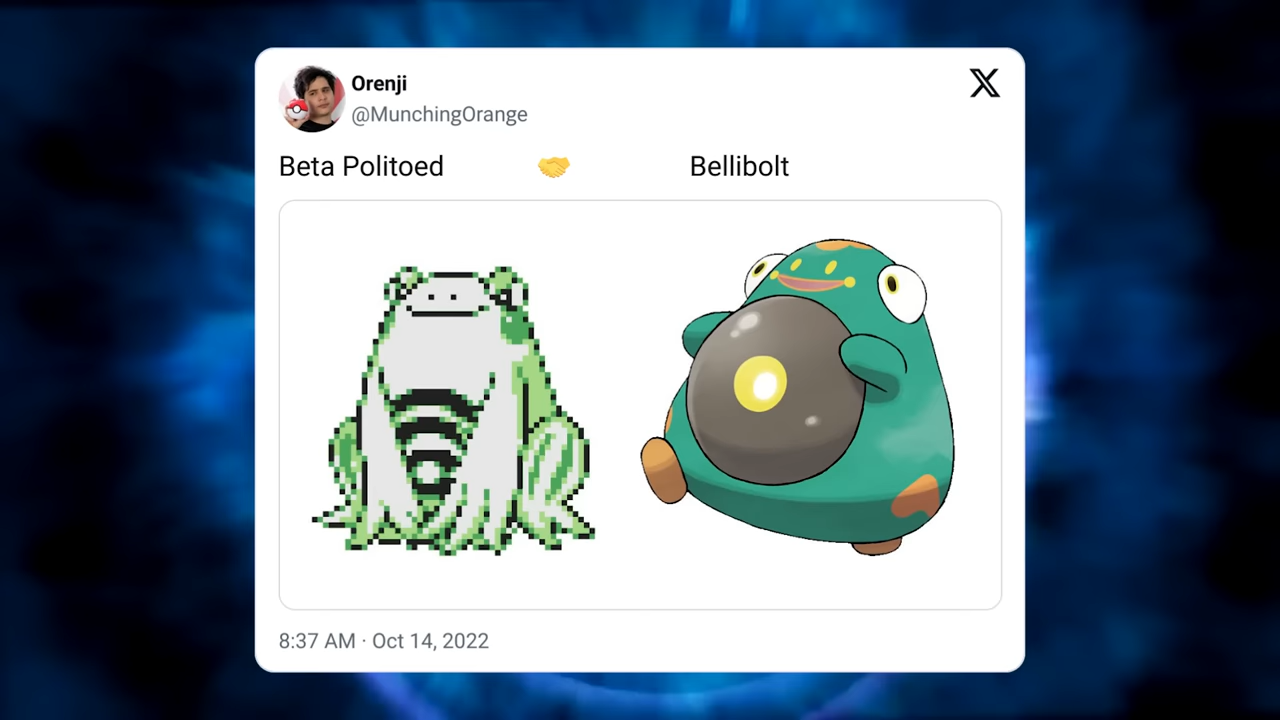 Orenji
@MunchingOrange
Beta Politoed 🤝 Bellibolt
8:37 AM · Oct 14, 2022